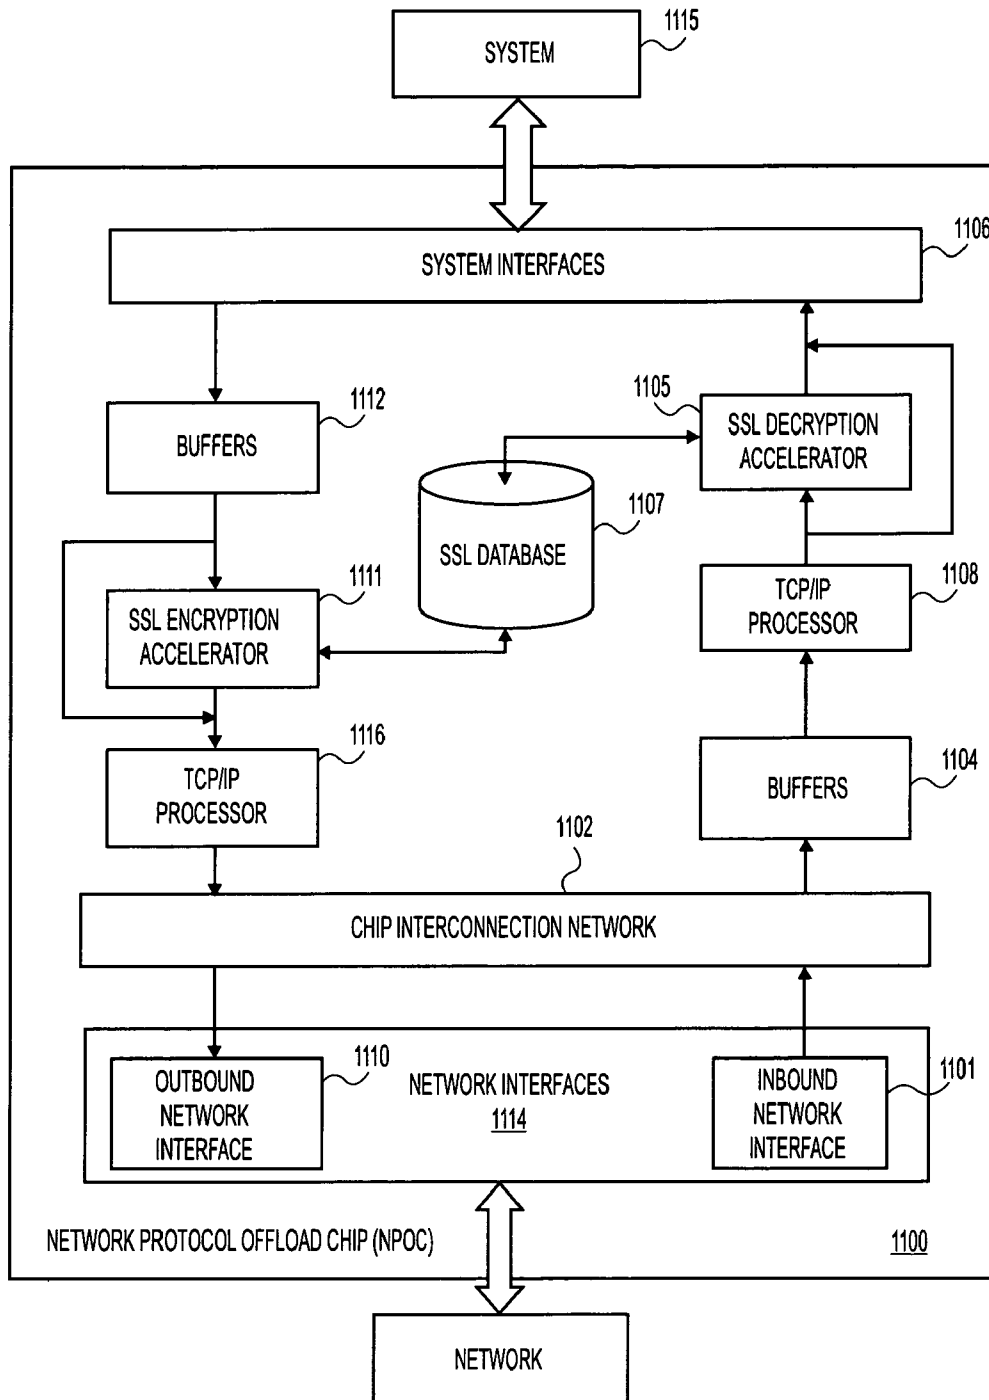 1115
SYSTEM
1106
SYSTEM INTERFACES
1112
BUFFERS
1105
SSL DECRYPTION
ACCELERATOR
1107
SSL DATABASE
1111
SSL ENCRYPTION
ACCELERATOR
1108
TCP/IP
PROCESSOR
1116
TCP/IP
PROCESSOR
1104
BUFFERS
1102
CHIP INTERCONNECTION NETWORK
1110
OUTBOUND
NETWORK
INTERFACE
NETWORK INTERFACES
1114
1101
INBOUND
NETWORK
INTERFACE
NETWORK PROTOCOL OFFLOAD CHIP (NPOC)
1100
NETWORK